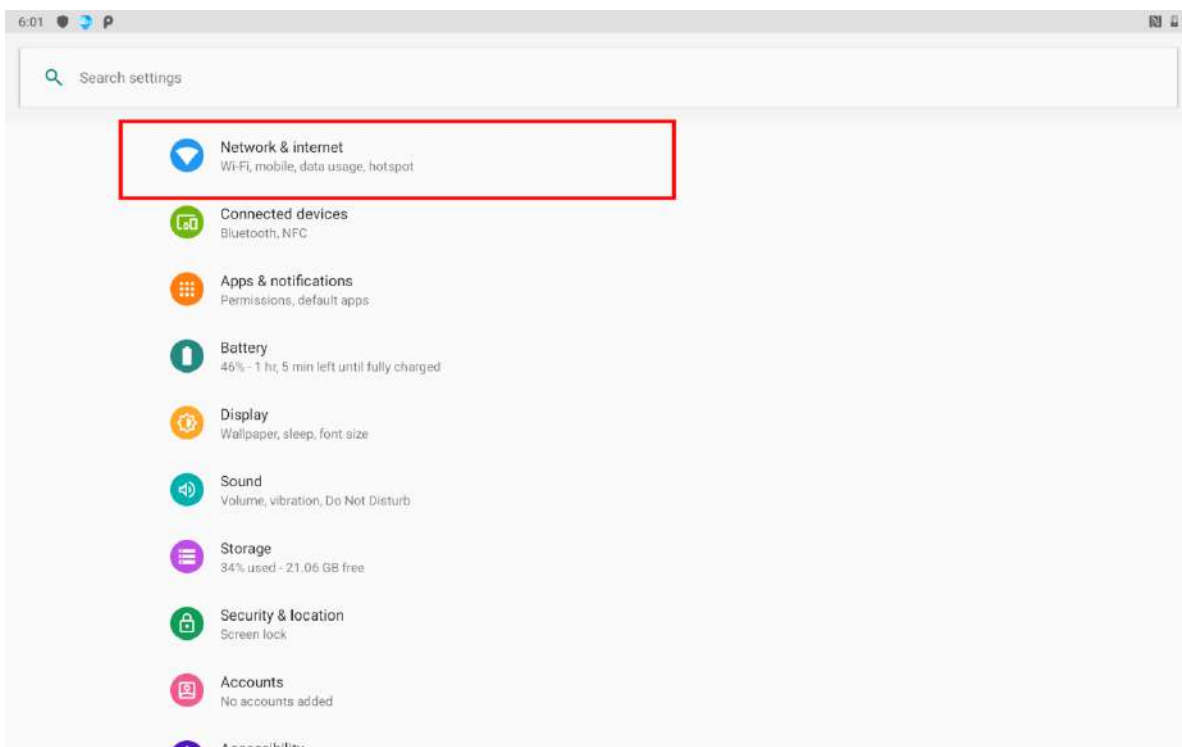 6:01
Search settings
Network & internet
Wi-Fi, mobile, data usage, hotspot
Connected devices
Bluetooth, NFC
Apps & notifications
Permissions, default apps
Battery
46% - 1 hr, 5 min left until fully charged
Display
Wallpaper, sleep, font size
Sound
Volume, vibration, Do Not Disturb
Storage
34% used - 21.06 GB free
Security & location
Screen lock
Accounts
No accounts added
Accessibility